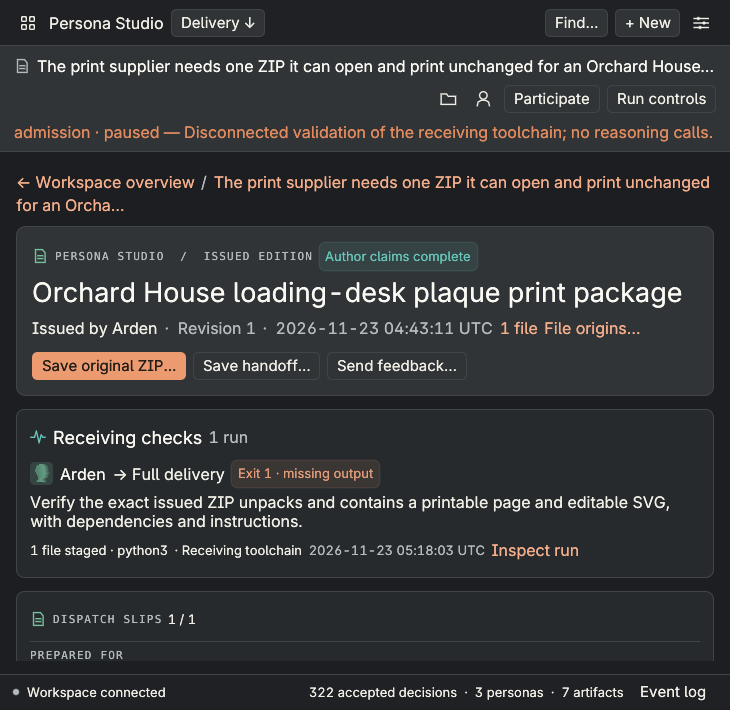 Persona Studio Delivery ↓ Find... + New
The print supplier needs one ZIP it can open and print unchanged for an Orchard House...
Participate Run controls
admission · paused — Disconnected validation of the receiving toolchain; no reasoning calls.
← Workspace overview / The print supplier needs one ZIP it can open and print unchanged
for an Orcha...
PERSONA STUDIO / ISSUED EDITION Author claims complete
Orchard House loading-desk plaque print package
Issued by Arden · Revision 1 · 2026-11-23 04:43:11 UTC 1 file File origins...
Save original ZIP... Save handoff... Send feedback...
Receiving checks 1 run
Arden → Full delivery Exit 1 · missing output
Verify the exact issued ZIP unpacks and contains a printable page and editable SVG,
with dependencies and instructions.
1 file staged · python3 · Receiving toolchain 2026-11-23 05:18:03 UTC Inspect run
DISPATCH SLIPS 1 / 1
PREPARED FOR
Workspace connected 322 accepted decisions · 3 personas · 7 artifacts Event log